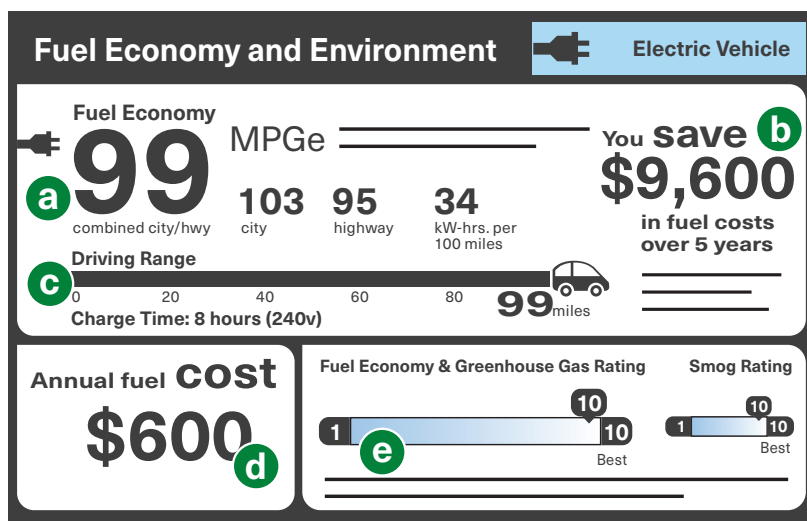 Fuel Economy and Environment
Electric Vehicle
Fuel Economy
99
MPGe
a
combined city/hwy
103
city
95
highway
34
kW-hrs. per
100 miles
You save
b
$9,600
in fuel costs
over 5 years
Driving Range
c
0 20 40 60 80 99 miles
Charge Time: 8 hours (240v)
Annual fuel cost
$600
d
Fuel Economy & Greenhouse Gas Rating
10
1
10
e
Best
Smog Rating
10
1
10
Best